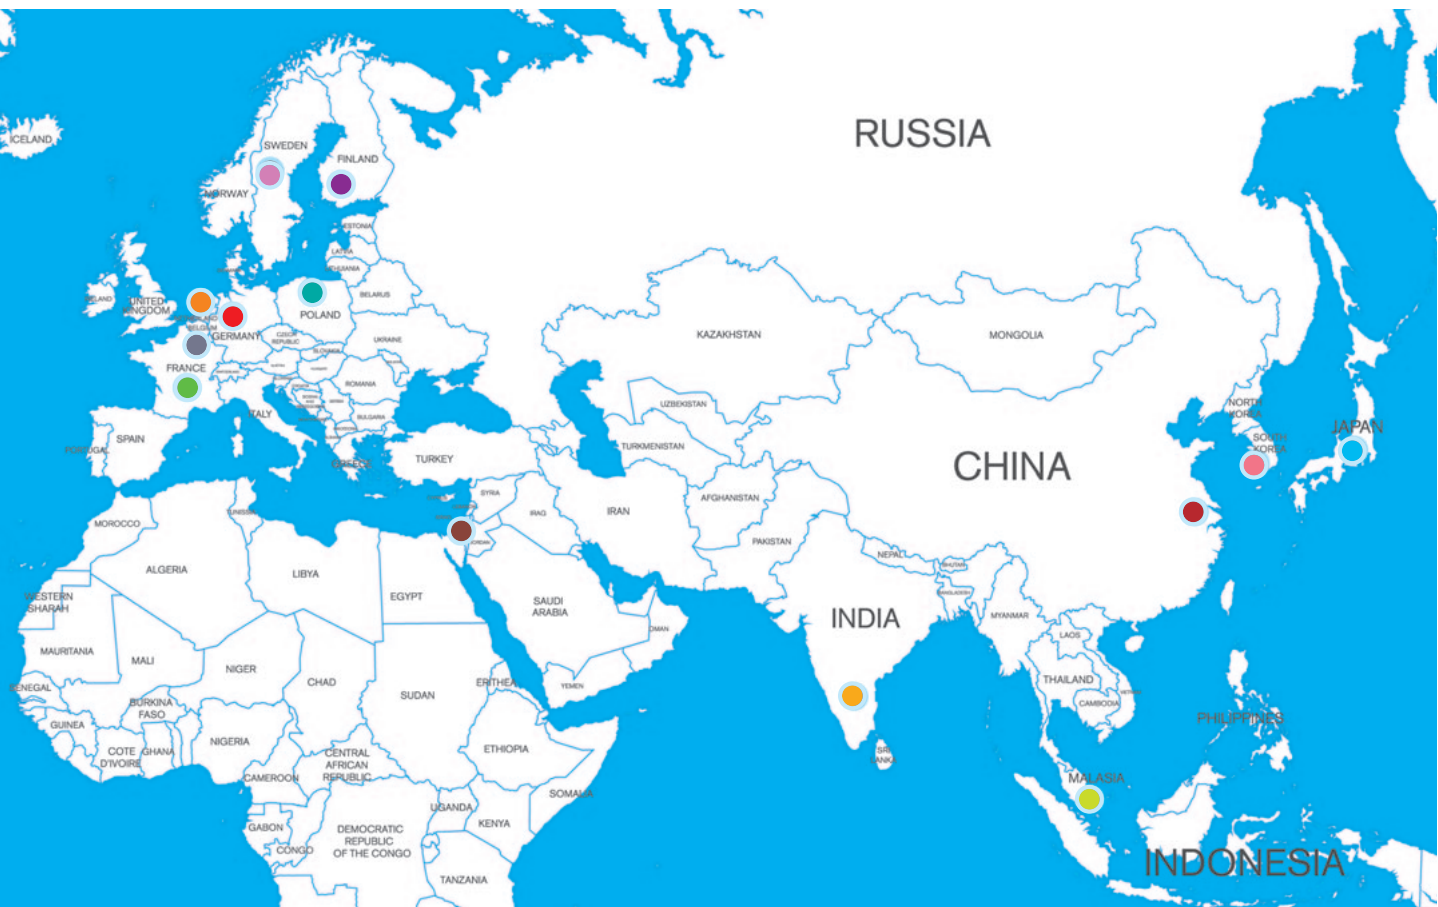 ICELAND
SWEDEN
FINLAND
NORWAY
RUSSIA
ESTONIA
LATVIA
BELARUS
UNITED
KINGDOM
BELGIUM
GERMANY
POLAND
CZECH
REPUBLIC
UKRAINE
FRANCE
ROMANIA
BULGARIA
ITALY
SPAIN
PORTUGAL
GREECE
TURKEY
KAZAKHSTAN
MONGOLIA
UZBEKISTAN
TURKMENISTAN
NORTH
KOREA
SOUTH
KOREA
JAPAN
CHINA
SYRIA
IRAQ
IRAN
AFGHANISTAN
PAKISTAN
NEPAL
BHUTAN
BANGLADESH
INDIA
MYANMAR
LAOS
THAILAND
CAMBODIA
PHILIPPINES
SRI
LANKA
MALASIA
INDONESIA
MOROCCO
TUNISIA
ALGERIA
LIBYA
EGYPT
JORDAN
SAUDI
ARABIA
OMAN
YEMEN
WESTERN
SHARAH
MAURITANIA
MALI
NIGER
CHAD
SUDAN
ERITHEA
SENEGAL
BURKINA
FASO
GUINEA
COTE
D'IVOIRE
GHANA
NIGERIA
CAMEROON
CENTRAL
AFRICAN
REPUBLIC
ETHIOPIA
SOMALIA
UGANDA
KENYA
GABON
CONGO
DEMOCRATIC
REPUBLIC
OF THE CONGO
TANZANIA